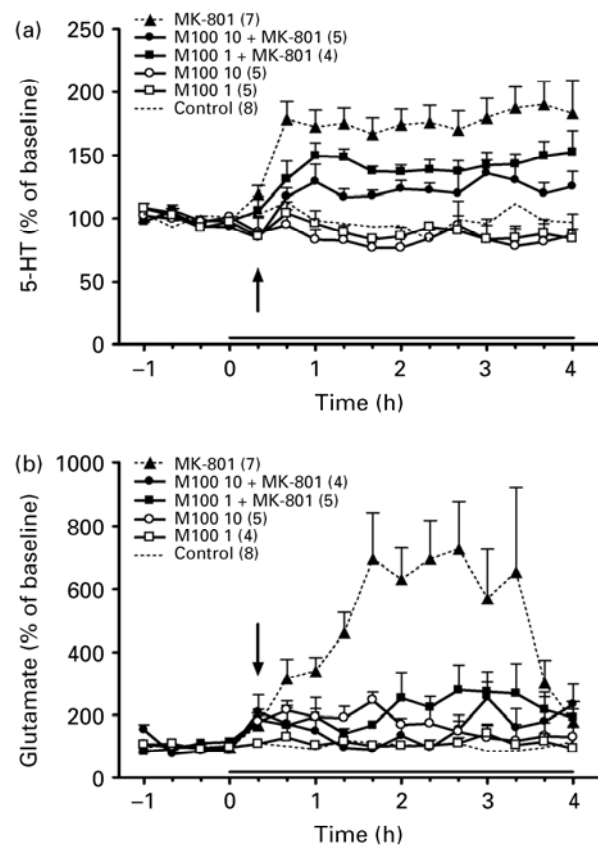 (a)
MK-801 (7)
M100 10 + MK-801 (5)
M100 1 + MK-801 (4)
M100 10 (5)
M100 1 (5)
Control (8)
5-HT (% of baseline)
250
200
150
100
50
0
–1 0 1 2 3 4
Time (h)
(b)
MK-801 (7)
M100 10 + MK-801 (4)
M100 1 + MK-801 (5)
M100 10 (5)
M100 1 (4)
Control (8)
Glutamate (% of baseline)
1000
800
600
400
200
0
–1 0 1 2 3 4
Time (h)